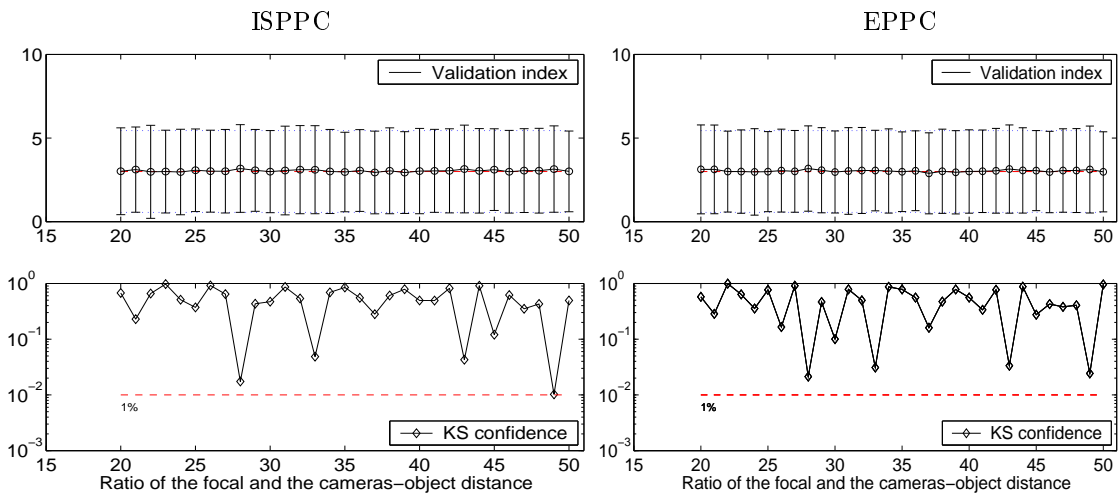 ISPPC
EPPC
10
5
0
Validation index
15 20 25 30 35 40 45 50
10
5
0
Validation index
15 20 25 30 35 40 45 50
10^0
10^-1
10^-2
10^-3
1%
KS confidence
15 20 25 30 35 40 45 50
Ratio of the focal and the cameras−object distance
10^0
10^-1
10^-2
10^-3
1%
KS confidence
15 20 25 30 35 40 45 50
Ratio of the focal and the cameras−object distance